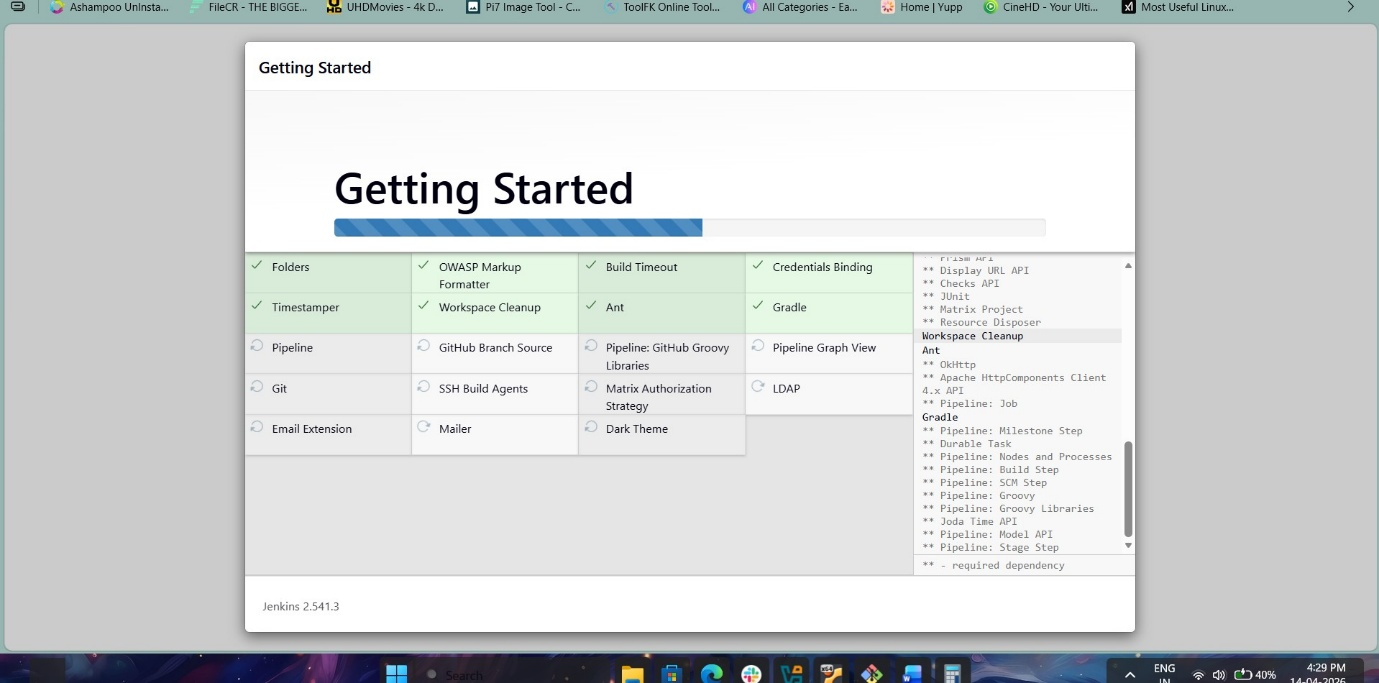 Ashampoo UnInsta...
FileCR - THE BIGGE...
UHDMovies - 4k D...
Pi7 Image Tool - C...
ToolFK Online Tool...
All Categories - Ea...
Home | Yupp
CineHD - Your Ulti...
Most Useful Linux...
Getting Started
Getting Started
Folders
OWASP Markup
Formatter
Build Timeout
Credentials Binding
Timestamper
Workspace Cleanup
Ant
Gradle
Pipeline
GitHub Branch Source
Pipeline: GitHub Groovy
Libraries
Pipeline Graph View
Git
SSH Build Agents
Matrix Authorization
Strategy
LDAP
Email Extension
Mailer
Dark Theme
** Prism API
** Display URL API
** Checks API
** JUnit
** Matrix Project
** Resource Disposer
Workspace Cleanup
Ant
** OkHttp
** Apache HttpComponents Client
4.x API
** Pipeline: Job
Gradle
** Pipeline: Milestone Step
** Durable Task
** Pipeline: Nodes and Processes
** Pipeline: Build Step
** Pipeline: SCM Step
** Pipeline: Groovy
** Pipeline: Groovy Libraries
** Joda Time API
** Pipeline: Model API
** Pipeline: Stage Step
** - required dependency
Jenkins 2.541.3
Search
ENG
IN
40%
4:29 PM
14-04-2026